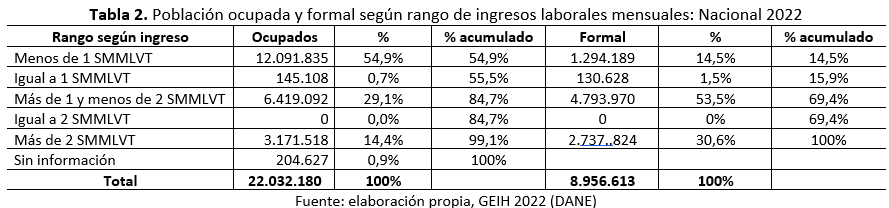 Tabla 2. Población ocupada y formal según rango de ingresos laborales mensuales: Nacional 2022
Rango según ingreso Ocupados % % acumulado Formal % % acumulado
Menos de 1 SMMLVT 12.091.835 54,9% 54,9% 1.294.189 14,5% 14,5%
Igual a 1 SMMLVT 145.108 0,7% 55,5% 130.628 1,5% 15,9%
Más de 1 y menos de 2 SMMLVT 6.419.092 29,1% 84,7% 4.793.970 53,5% 69,4%
Igual a 2 SMMLVT 0 0,0% 84,7% 0 0% 69,4%
Más de 2 SMMLVT 3.171.518 14,4% 99,1% 2.737..824 30,6% 100%
Sin información 204.627 0,9% 100%
Total 22.032.180 100% 8.956.613 100%
Fuente: elaboración propia, GEIH 2022 (DANE)